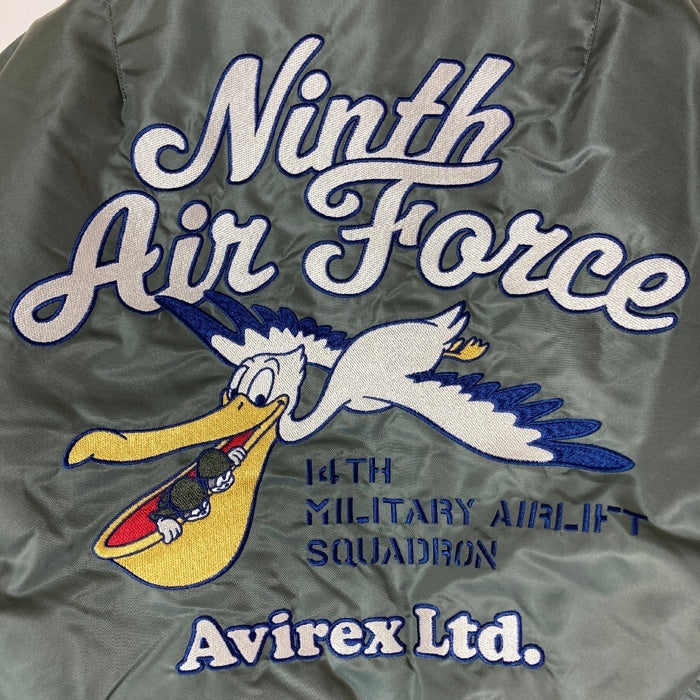 Ninth
Air Force
14TH
MILITARY AIRLIFT
SQUADRON
Avirex Ltd.